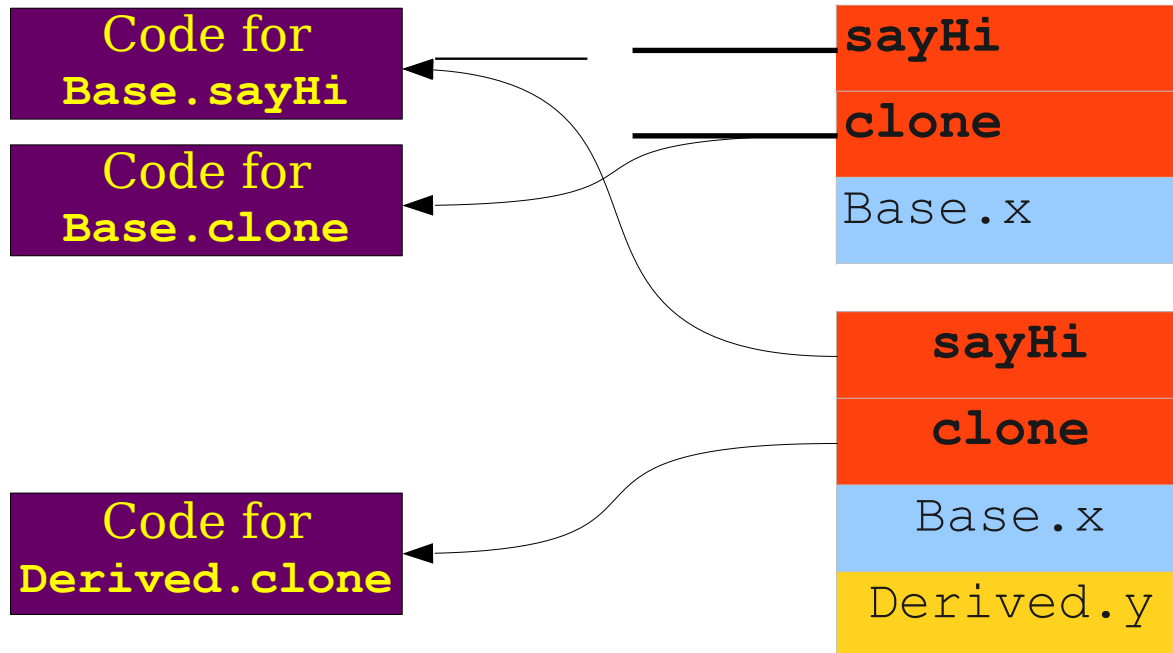 Code for
Base.sayHi
Code for
Base.clone
Code for
Derived.clone
sayHi
clone
Base.x
sayHi
clone
Base.x
Derived.y